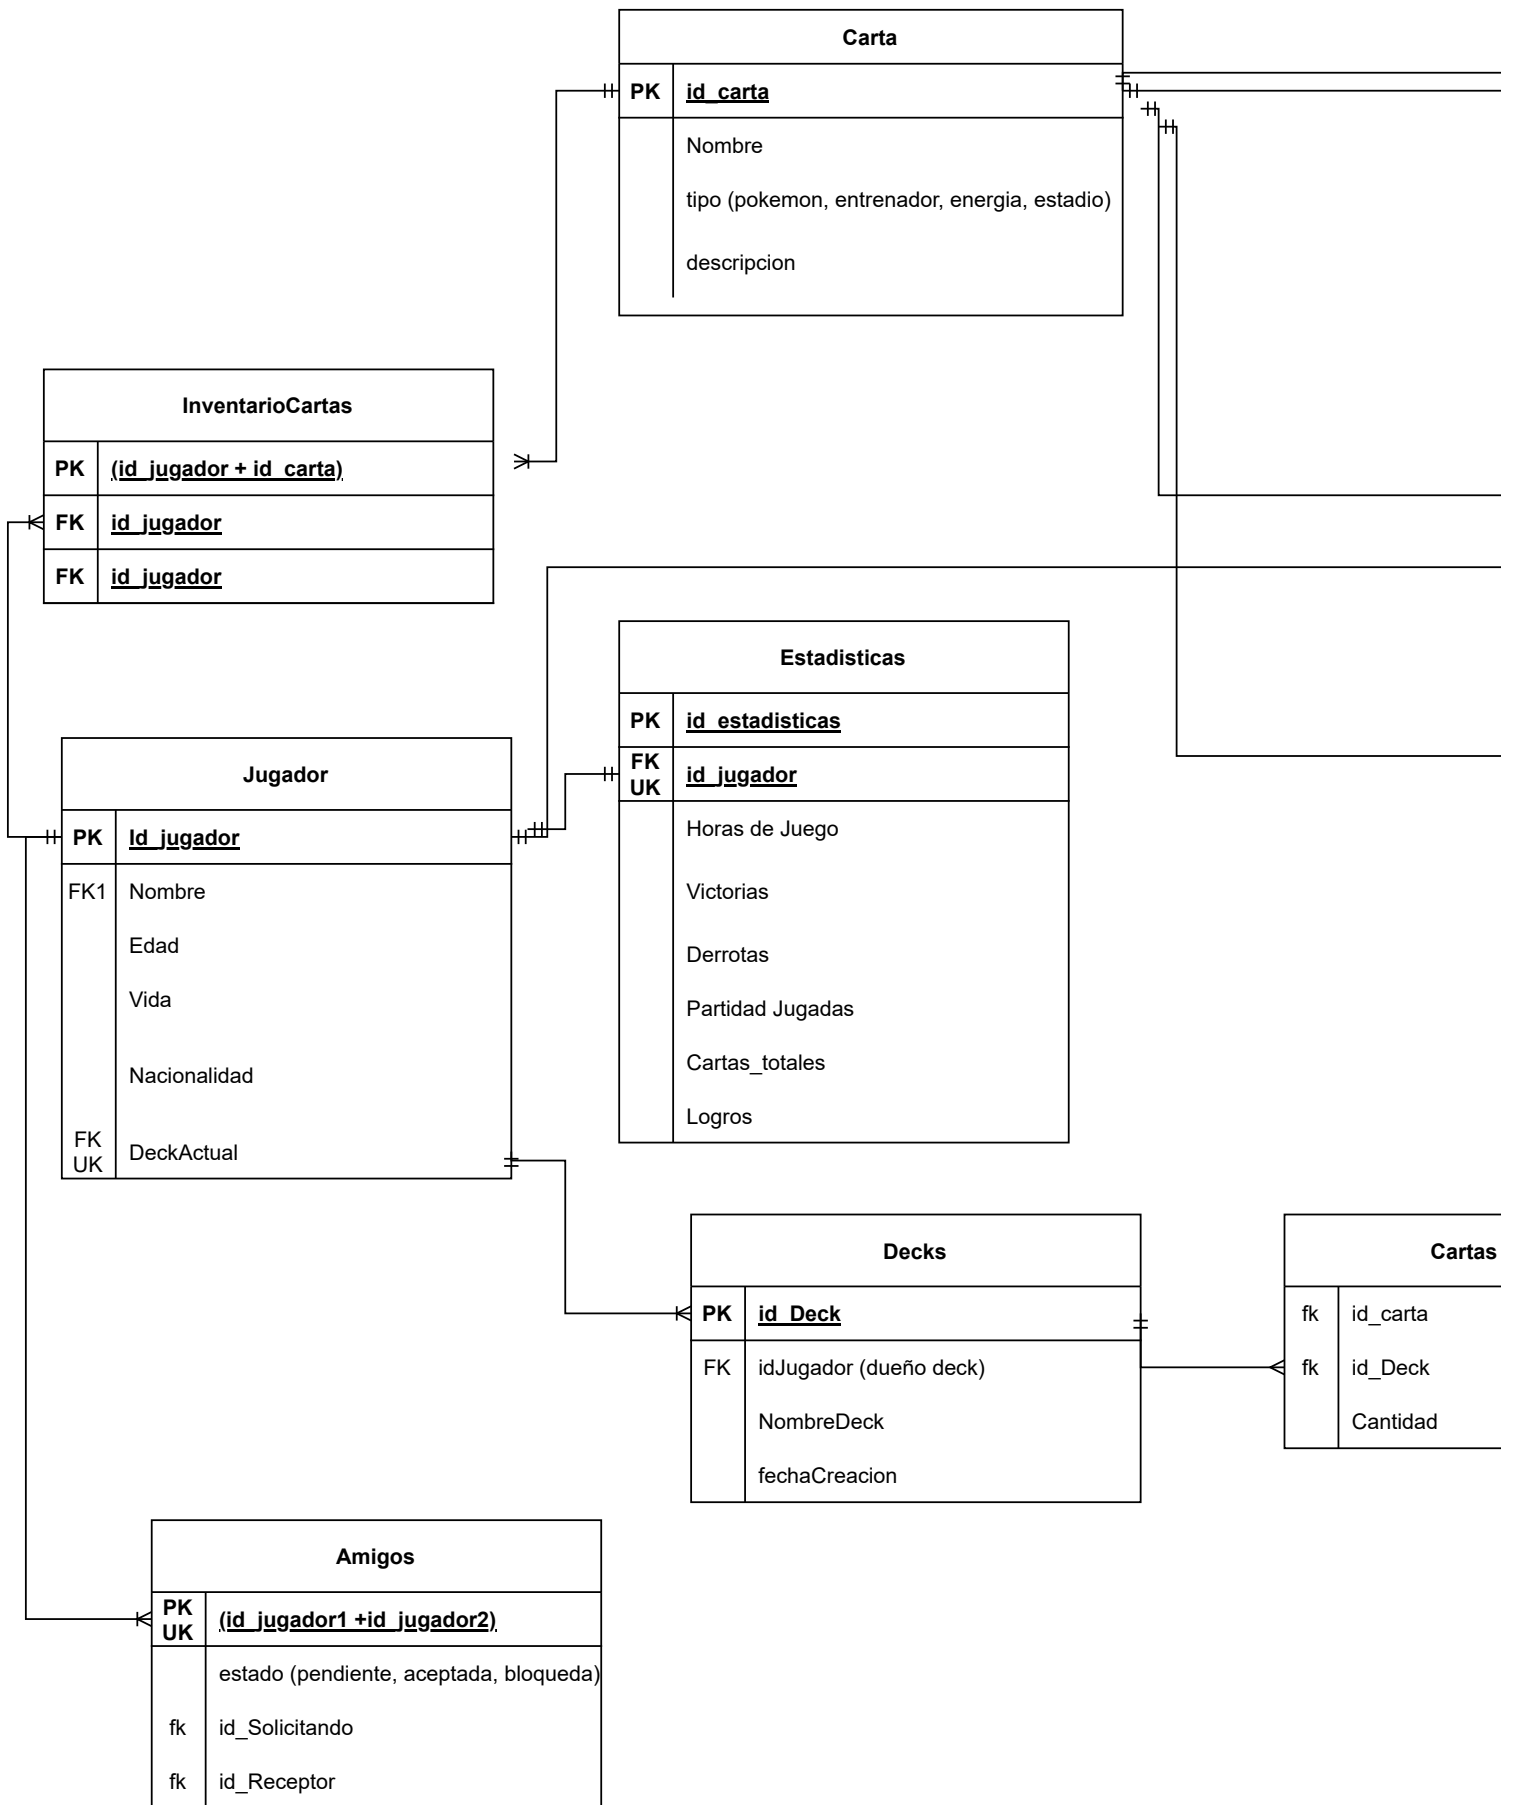 Carta
PK id_carta
Nombre
tipo (pokemon, entrenador, energia, estadio)
descripcion
InventarioCartas
PK (id_jugador + id_carta)
FK id_jugador
FK id_jugador
Estadisticas
PK id_estadisticas
FK
UK id_jugador
Horas de Juego
Victorias
Derrotas
Partidad Jugadas
Cartas_totales
Logros
Jugador
PK Id_jugador
FK1 Nombre
Edad
Vida
Nacionalidad
FK
UK DeckActual
Decks
PK id_Deck
FK idJugador (dueño deck)
NombreDeck
fechaCreacion
Cartas
fk id_carta
fk id_Deck
Cantidad
Amigos
PK
UK (id_jugador1 +id_jugador2)
estado (pendiente, aceptada, bloqueda)
fk id_Solicitando
fk id_Receptor